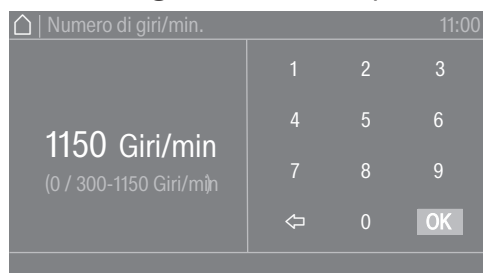 | Numero di giri/min. 11:00
1 2 3
4 5 6
1150 Giri/min
(0 / 300-1150 Giri/min)
7 8 9
0 OK